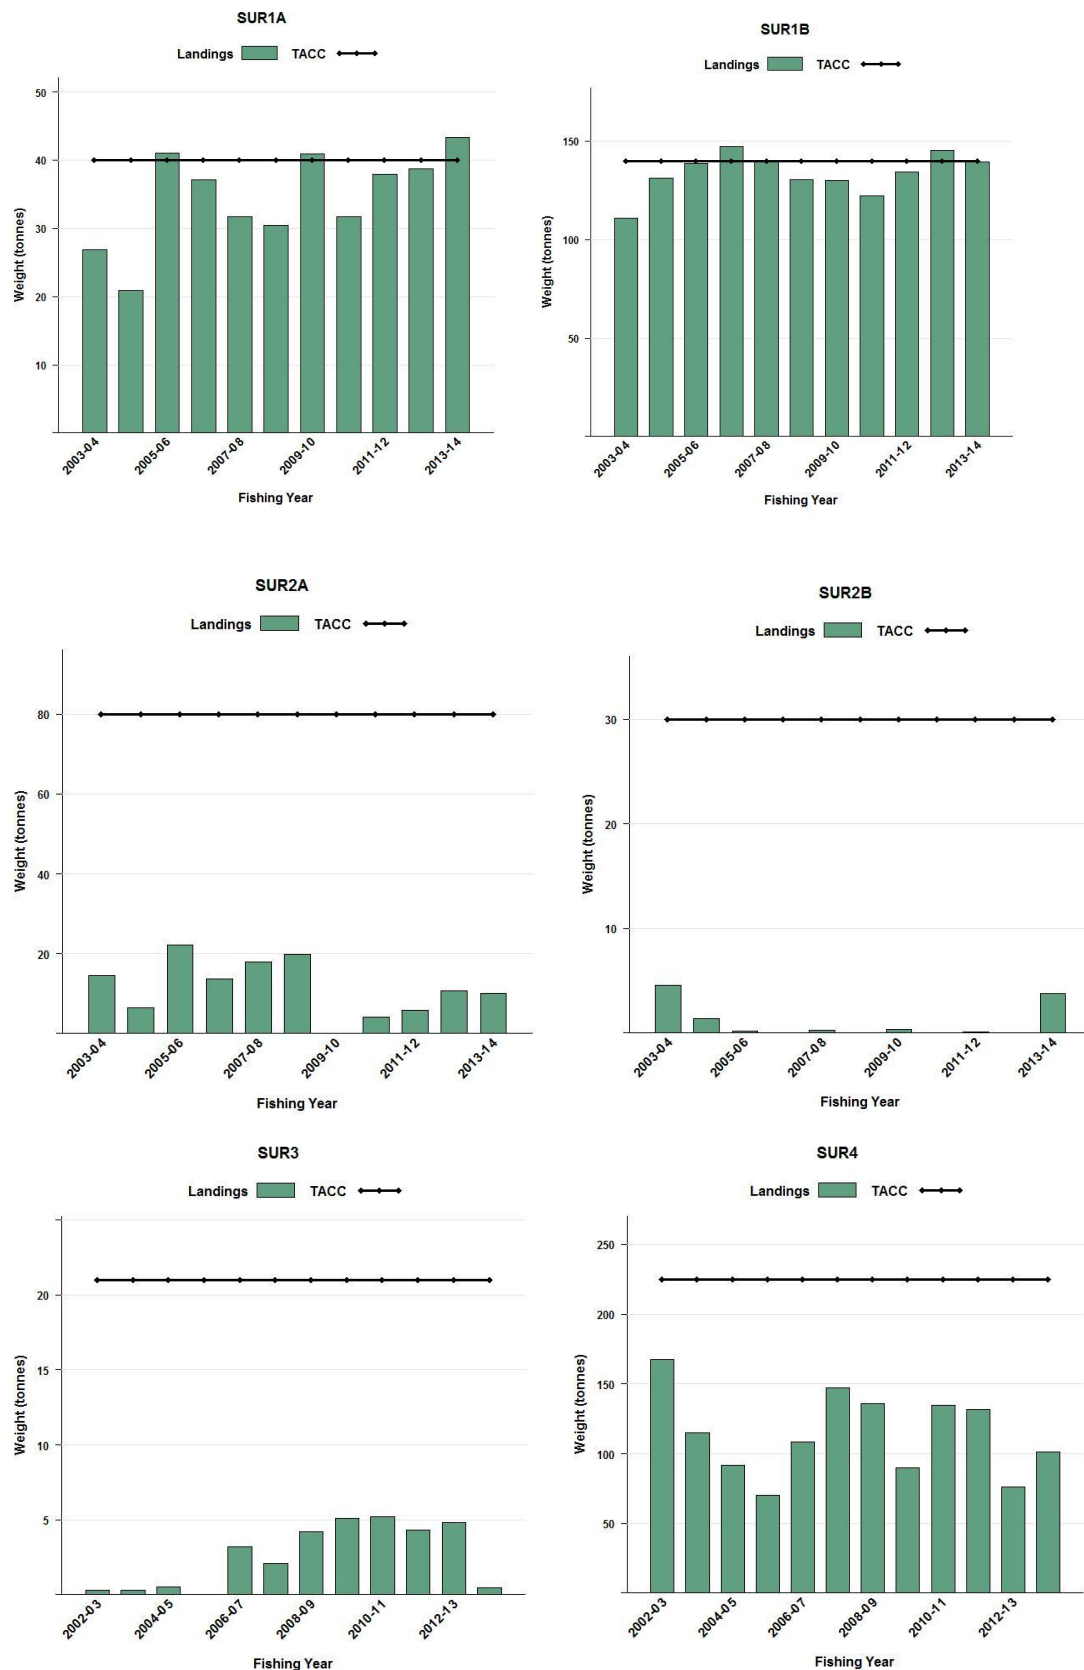 SUR1A
Landings TACC
Weight (tonnes)
50
40
30
20
10
2003-04 2005-06 2007-08 2009-10 2011-12 2013-14
Fishing Year
SUR1B
Landings TACC
Weight (tonnes)
150
100
50
2003-04 2005-06 2007-08 2009-10 2011-12 2013-14
Fishing Year
SUR2A
Landings TACC
Weight (tonnes)
80
60
40
20
2003-04 2005-06 2007-08 2009-10 2011-12 2013-14
Fishing Year
SUR2B
Landings TACC
Weight (tonnes)
30
20
10
2003-04 2005-06 2007-08 2009-10 2011-12 2013-14
Fishing Year
SUR3
Landings TACC
Weight (tonnes)
20
15
10
5
2002-03 2004-05 2006-07 2008-09 2010-11 2012-13
Fishing Year
SUR4
Landings TACC
Weight (tonnes)
250
200
150
100
50
2002-03 2004-05 2006-07 2008-09 2010-11 2012-13
Fishing Year